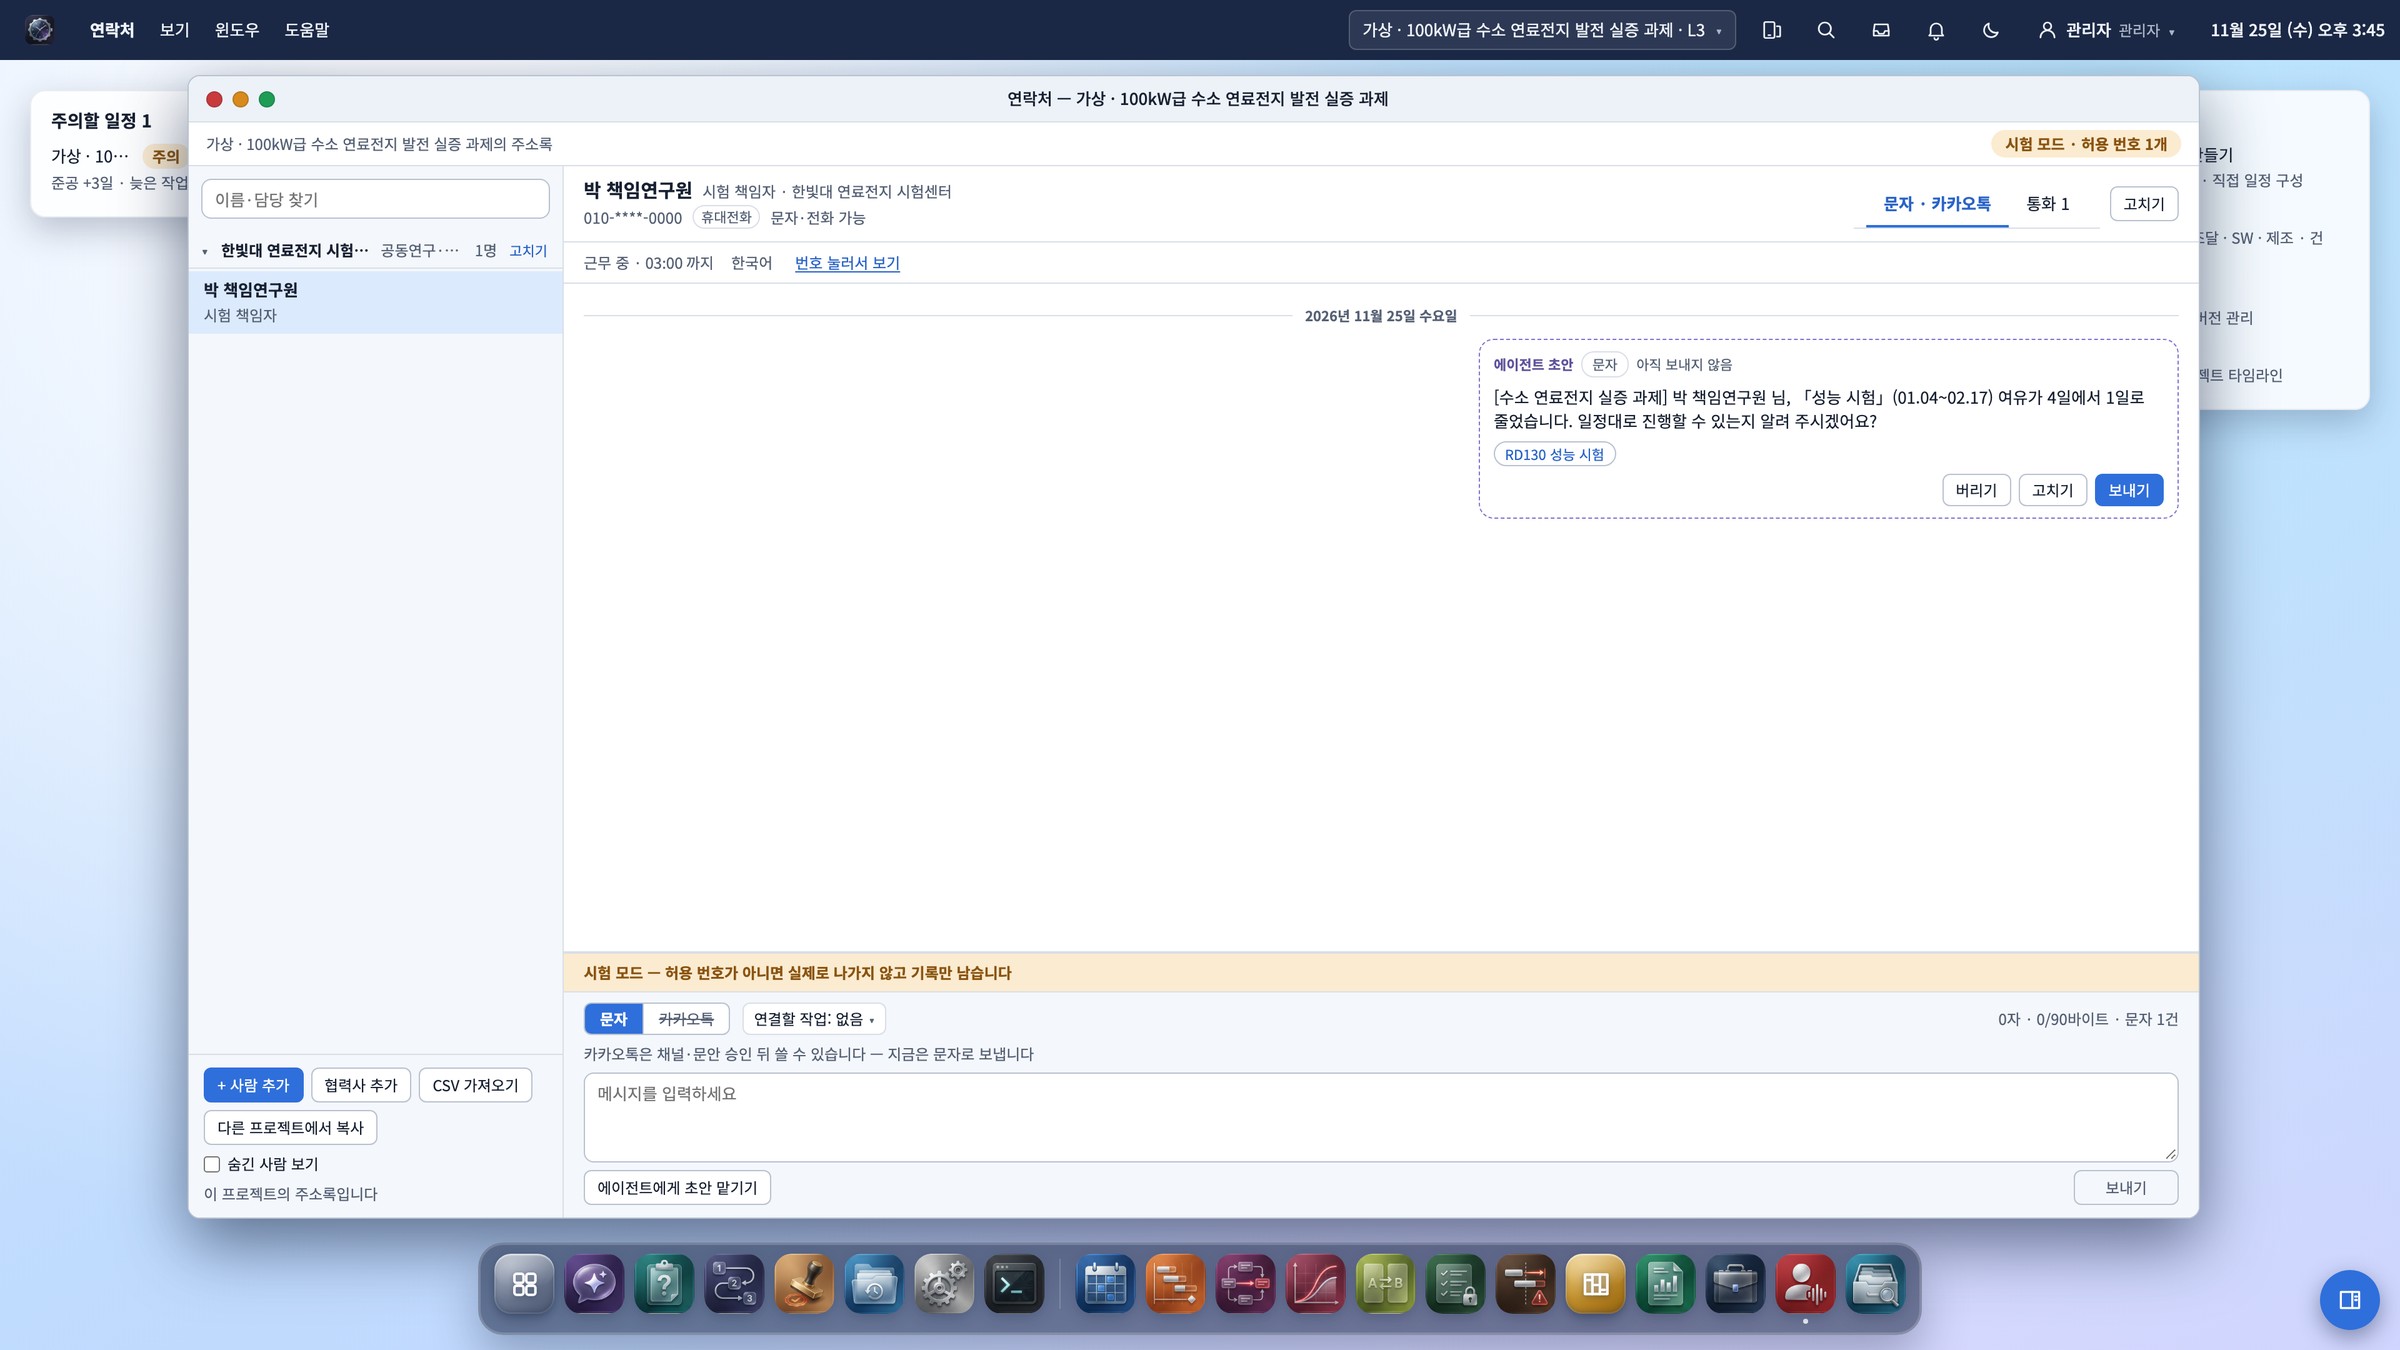 연락처 보기 윈도우 도움말
가상 · 100kW급 수소 연료전지 발전 실증 과제 · L3
관리자 관리자
11월 25일 (수) 오후 3:45
주의할 일정 1
가상 · 10… 주의
준공 +3일 · 늦은 작업
연락처 — 가상 · 100kW급 수소 연료전지 발전 실증 과제
가상 · 100kW급 수소 연료전지 발전 실증 과제의 주소록
시험 모드 · 허용 번호 1개
이름·담당 찾기
한빛대 연료전지 시험… 공동연구·… 1명 고치기
박 책임연구원
시험 책임자
+ 사람 추가 협력사 추가 CSV 가져오기
다른 프로젝트에서 복사
숨긴 사람 보기
이 프로젝트의 주소록입니다
박 책임연구원 시험 책임자 · 한빛대 연료전지 시험센터
010-****-0000 휴대전화 문자·전화 가능
문자 · 카카오톡 통화 1 고치기
근무 중 · 03:00 까지 한국어 번호 눌러서 보기
2026년 11월 25일 수요일
에이전트 초안 문자 아직 보내지 않음
[수소 연료전지 실증 과제] 박 책임연구원 님, 「성능 시험」(01.04~02.17) 여유가 4일에서 1일로
줄었습니다. 일정대로 진행할 수 있는지 알려 주시겠어요?
RD130 성능 시험
버리기 고치기 보내기
시험 모드 — 허용 번호가 아니면 실제로 나가지 않고 기록만 남습니다
문자 카카오톡 연결할 작업: 없음
0자 · 0/90바이트 · 문자 1건
카카오톡은 채널·문안 승인 뒤 쓸 수 있습니다 — 지금은 문자로 보냅니다
메시지를 입력하세요
에이전트에게 초안 맡기기
보내기
들기
· 직접 일정 구성
달 · SW · 제조 · 건
버전 관리
젝트 타임라인